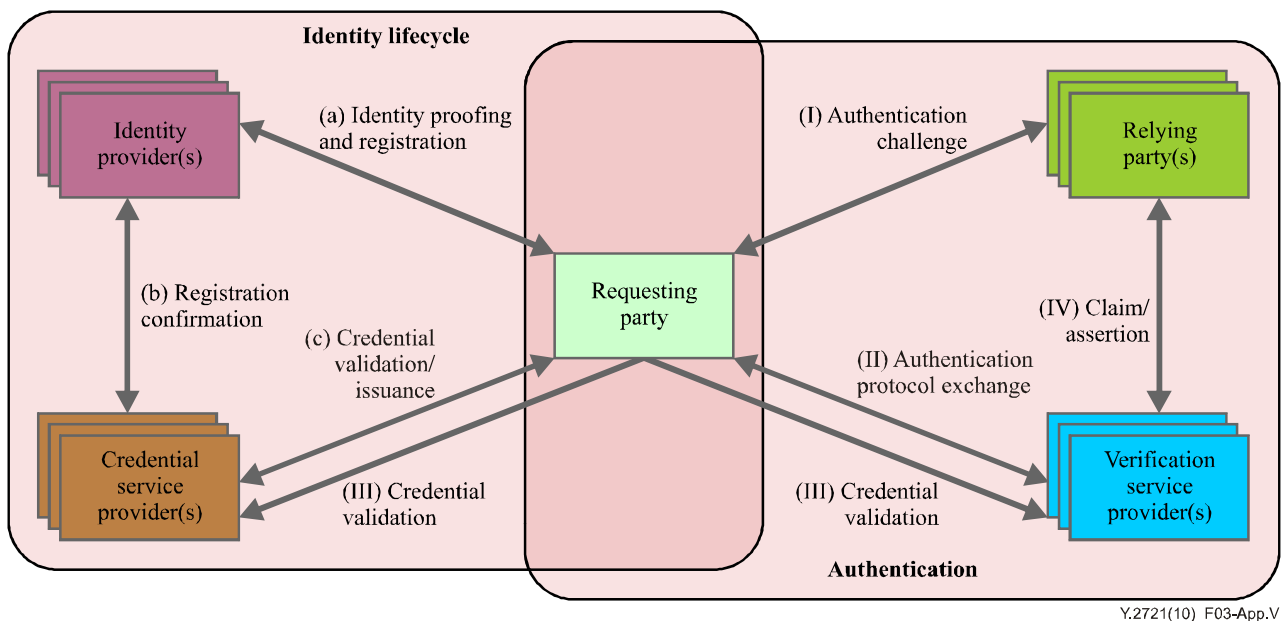 Identity lifecycle
Identity
provider(s)
(a) Identity proofing
and registration
(I) Authentication
challenge
Relying
party(s)
Requesting
party
(b) Registration
confirmation
(c) Credential
validation/
issuance
(IV) Claim/
assertion
(II) Authentication
protocol exchange
Credential
service
provider(s)
(III) Credential
validation
(III) Credential
validation
Verification
service
provider(s)
Authentication
Y.2721(10)_F03-App.V